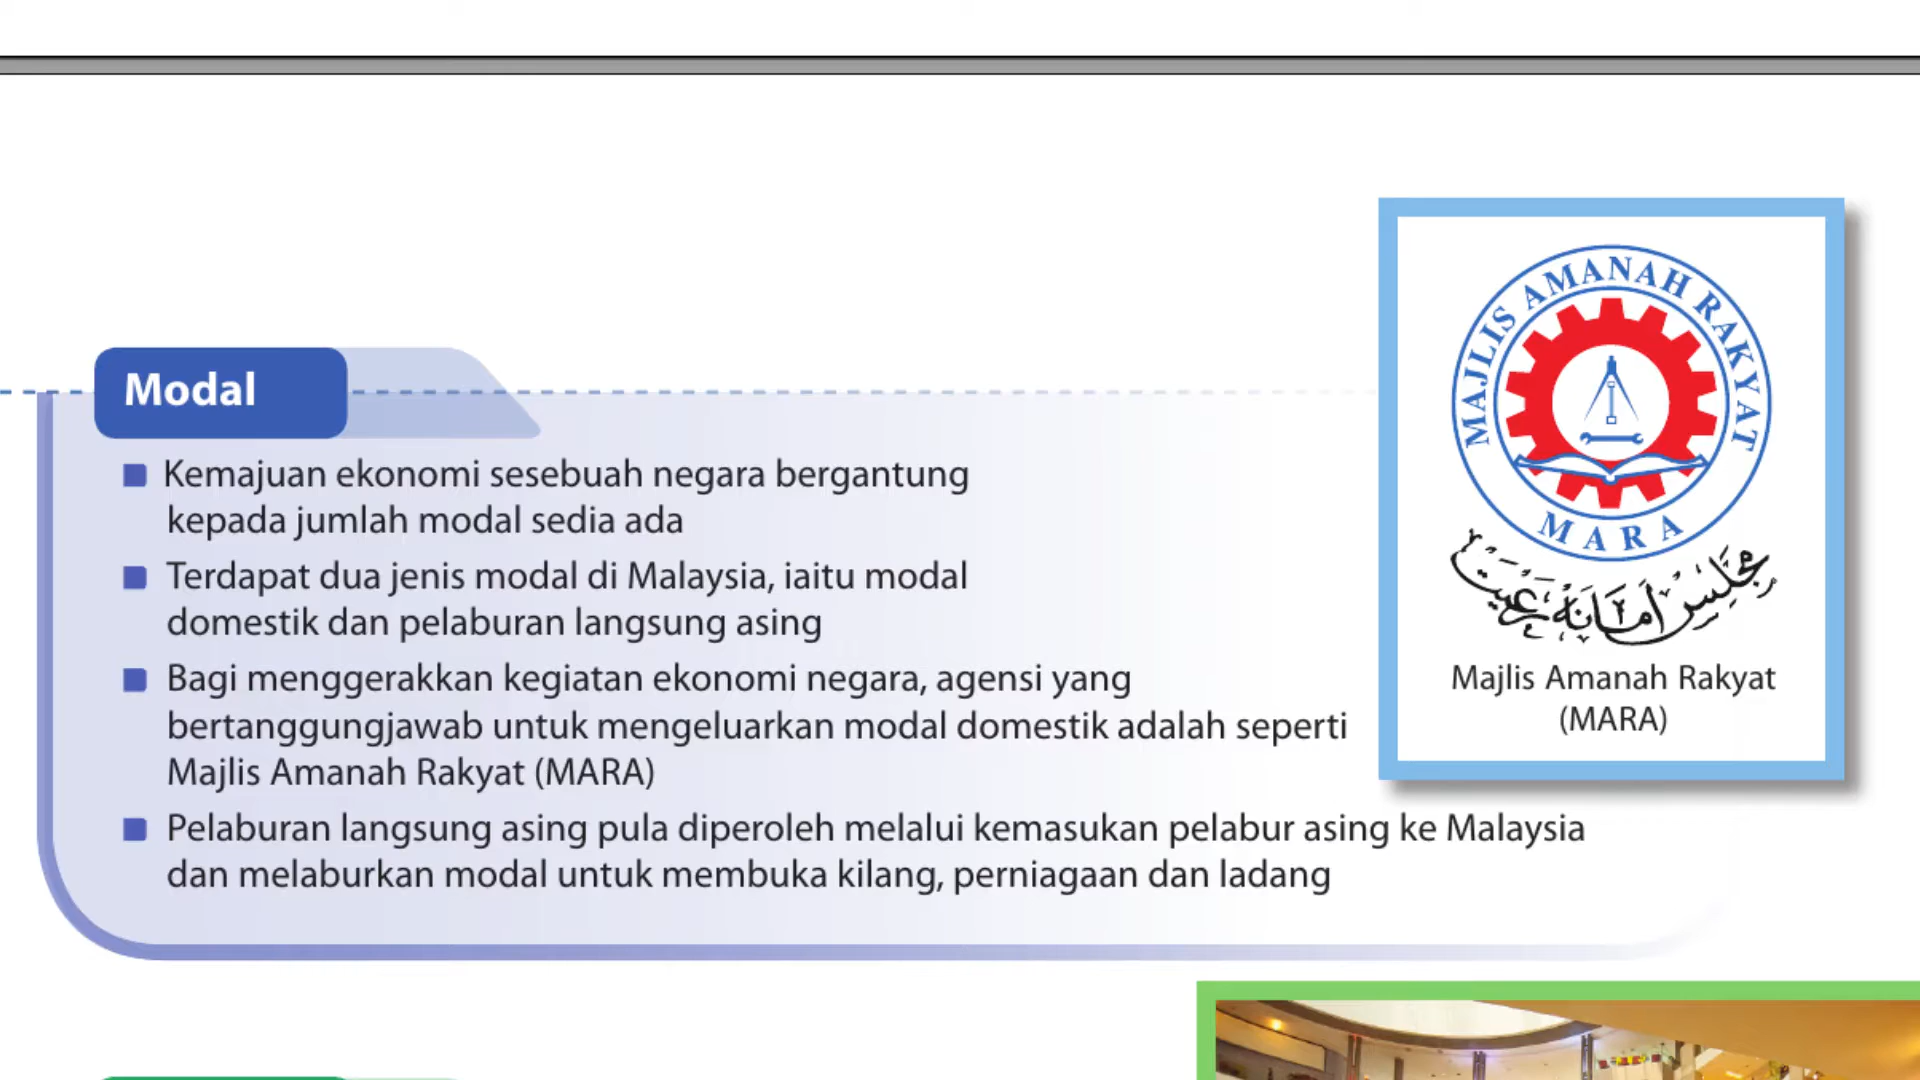 Modal
Kemajuan ekonomi sesebuah negara bergantung
kepada jumlah modal sedia ada
Terdapat dua jenis modal di Malaysia, iaitu modal
domestik dan pelaburan langsung asing
Bagi menggerakkan kegiatan ekonomi negara, agensi yang
bertanggungjawab untuk mengeluarkan modal domestik adalah seperti
Majlis Amanah Rakyat (MARA)
Pelaburan langsung asing pula diperoleh melalui kemasukan pelabur asing ke Malaysia
dan melaburkan modal untuk membuka kilang, perniagaan dan ladang
MAJLIS AMANAH RAKYAT
MARA
مجلس أمانه رعيت
Majlis Amanah Rakyat
(MARA)